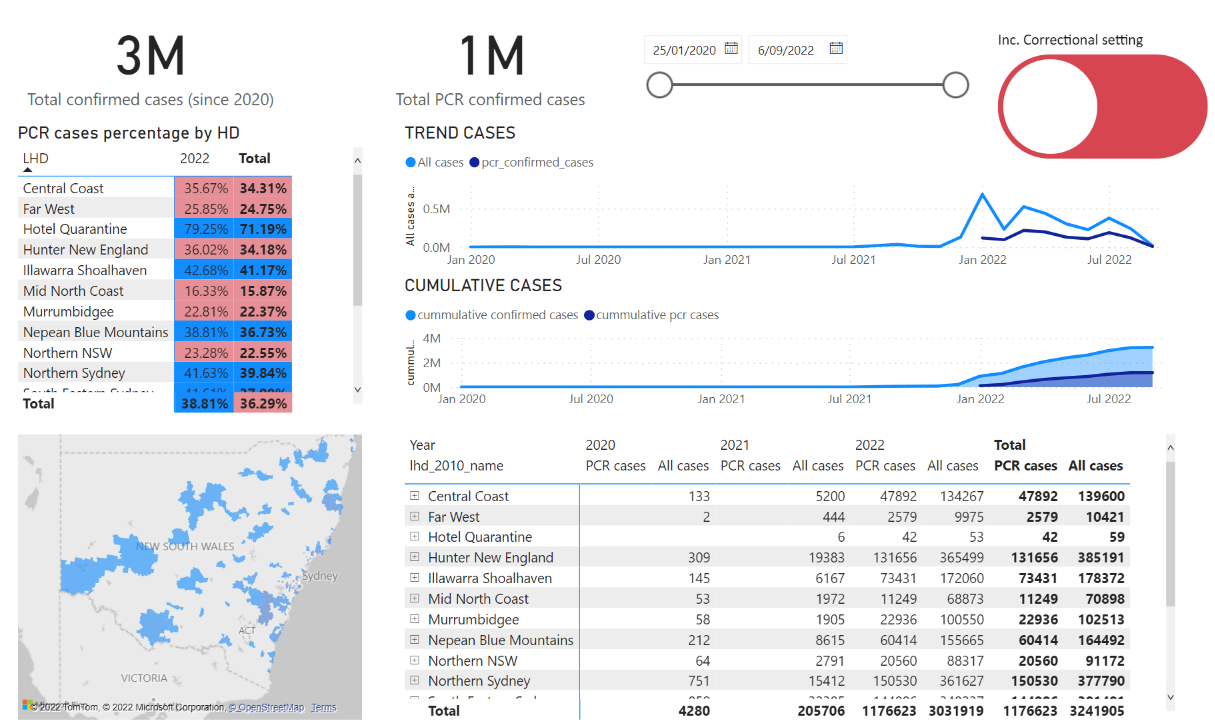 3M
Total confirmed cases (since 2020)
1M
Total PCR confirmed cases
25/01/2020 6/09/2022
Inc. Correctional setting
PCR cases percentage by HD
LHD 2022 Total
Central Coast 35.67% 34.31%
Far West 25.85% 24.75%
Hotel Quarantine 79.25% 71.19%
Hunter New England 36.02% 34.18%
Illawarra Shoalhaven 42.68% 41.17%
Mid North Coast 16.33% 15.87%
Murrumbidgee 22.81% 22.37%
Nepean Blue Mountains 38.81% 36.73%
Northern NSW 23.28% 22.55%
Northern Sydney 41.63% 39.84%
Total 38.81% 36.29%
TREND CASES
All cases pcr_confirmed_cases
All cases a...
0.5M
0.0M
Jan 2020 Jul 2020 Jan 2021 Jul 2021 Jan 2022 Jul 2022
CUMULATIVE CASES
cummulative confirmed cases cummulative pcr cases
cummul...
4M
2M
0M
Jan 2020 Jul 2020 Jan 2021 Jul 2021 Jan 2022 Jul 2022
NEW SOUTH WALES
Sydney
ACT
VICTORIA
© 2022 TomTom, © 2022 Microsoft Corporation, © OpenStreetMap Terms
Year 2020 2021 2022 Total
lhd_2010_name PCR cases All cases PCR cases All cases PCR cases All cases PCR cases All cases
Central Coast 133 5200 47892 134267 47892 139600
Far West 2 444 2579 9975 2579 10421
Hotel Quarantine 6 42 53 42 59
Hunter New England 309 19383 131656 365499 131656 385191
Illawarra Shoalhaven 145 6167 73431 172060 73431 178372
Mid North Coast 53 1972 11249 68873 11249 70898
Murrumbidgee 58 1905 22936 100550 22936 102513
Nepean Blue Mountains 212 8615 60414 155665 60414 164492
Northern NSW 64 2791 20560 88317 20560 91172
Northern Sydney 751 15412 150530 361627 150530 377790
Total 4280 205706 1176623 3031919 1176623 3241905